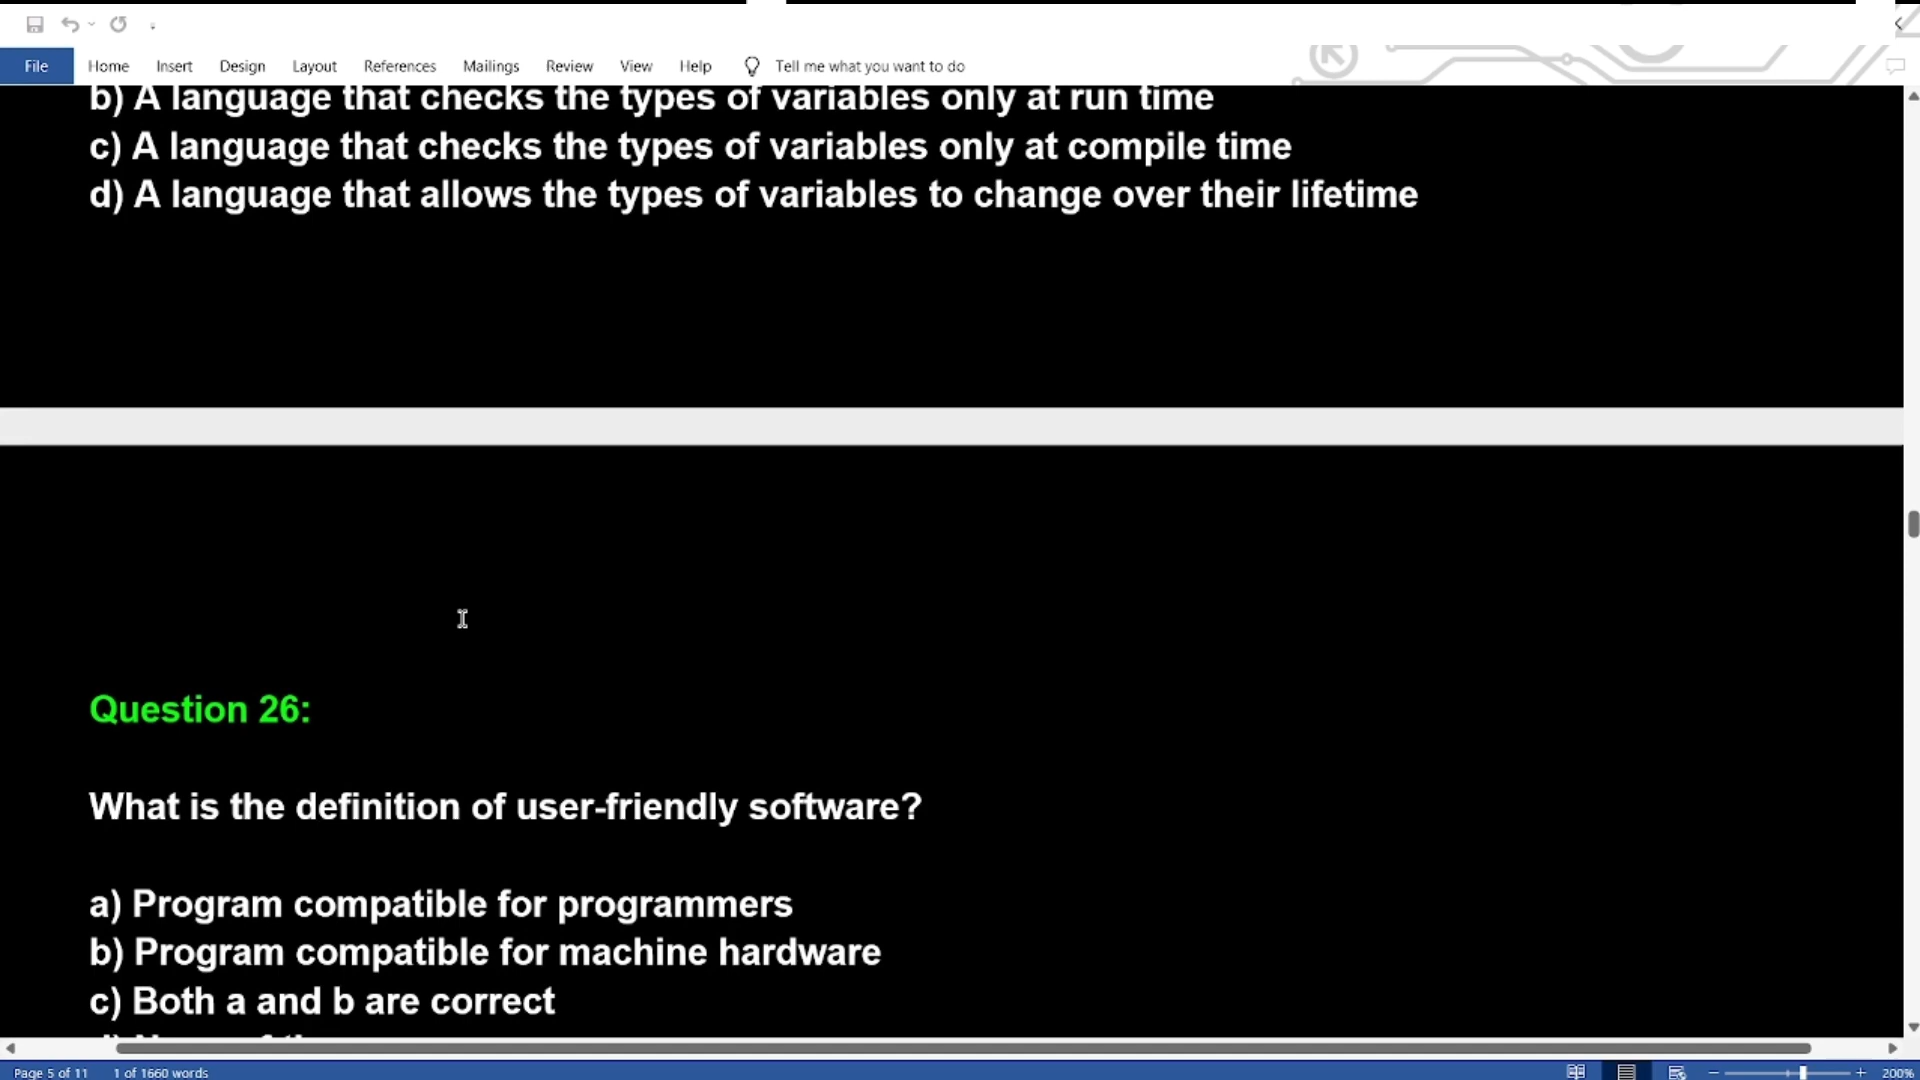 File Home Insert Design Layout References Mailings Review View Help Tell me what you want to do
b) A language that checks the types of variables only at run time
c) A language that checks the types of variables only at compile time
d) A language that allows the types of variables to change over their lifetime
Question 26:
What is the definition of user-friendly software?
a) Program compatible for programmers
b) Program compatible for machine hardware
c) Both a and b are correct
Page 5 of 11 1 of 1660 words 200%